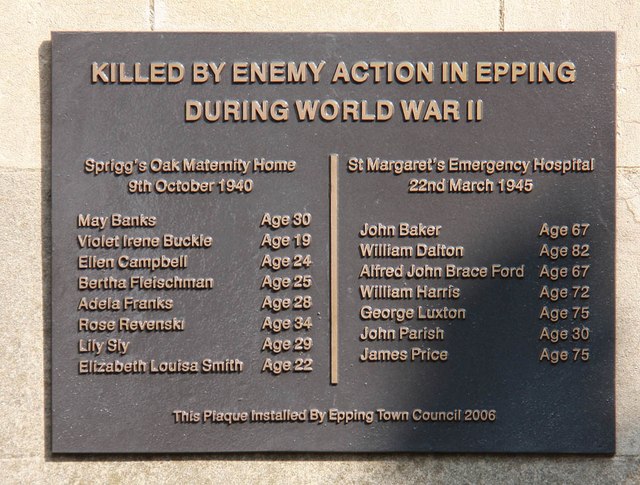 KILLED BY ENEMY ACTION IN EPPING
DURING WORLD WAR II
Sprigg's Oak Maternity Home
9th October 1940
May Banks Age 30
Violet Irene Buckle Age 19
Ellen Campbell Age 24
Bertha Fleischman Age 25
Adela Franks Age 28
Rose Revenski Age 34
Lily Sly Age 29
Elizabeth Louisa Smith Age 22
St Margaret's Emergency Hospital
22nd March 1945
John Baker Age 67
William Dalton Age 82
Alfred John Brace Ford Age 67
William Harris Age 72
George Luxton Age 75
John Parish Age 30
James Price Age 75
This Plaque Installed By Epping Town Council 2006